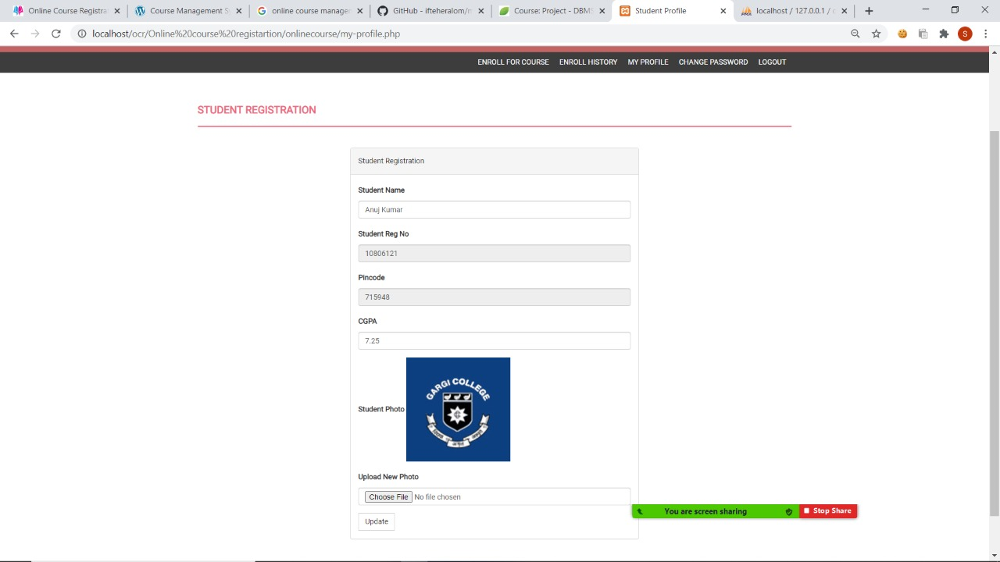 Online Course Registra
Course Management S
online course manager
GitHub - ifteheralom/m
Course: Project - DBMS
Student Profile
localhost / 127.0.0.1 / o
localhost/ocr/Online%20course%20registartion/onlinecourse/my-profile.php
S
ENROLL FOR COURSE ENROLL HISTORY MY PROFILE CHANGE PASSWORD LOGOUT
STUDENT REGISTRATION
Student Registration
Student Name
Anuj Kumar
Student Reg No
10806121
Pincode
715948
CGPA
7.25
Student Photo
GARGI COLLEGE
Upload New Photo
Choose File No file chosen
You are screen sharing Stop Share
Update